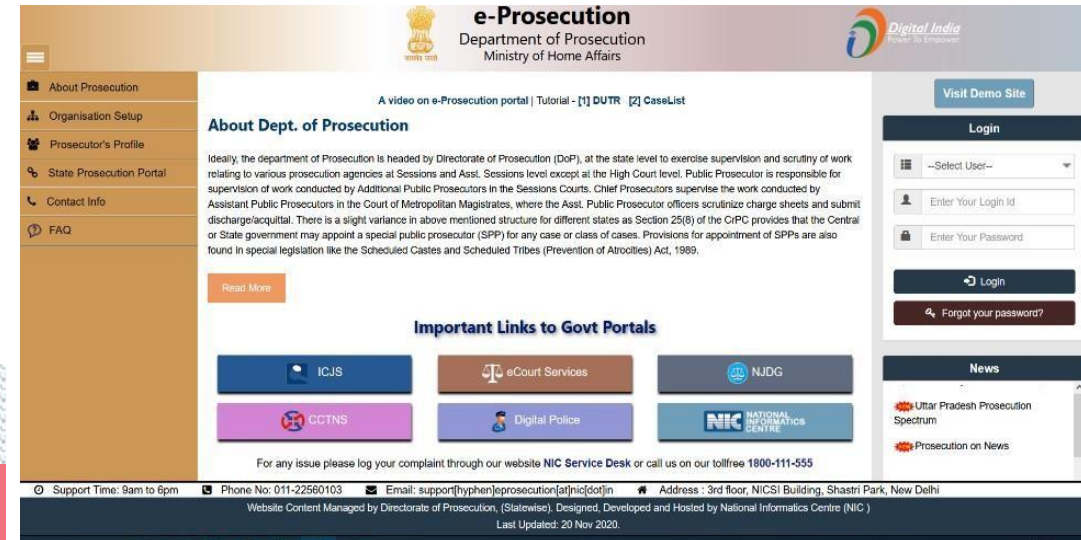 e-Prosecution
Department of Prosecution
Ministry of Home Affairs
सत्यमेव जयते
Digital India
Power To Empower
About Prosecution
Organisation Setup
Prosecutor's Profile
State Prosecution Portal
Contact Info
FAQ
A video on e-Prosecution portal | Tutorial - [1] DUTR [2] CaseList
About Dept. of Prosecution
Ideally, the department of Prosecution is headed by Directorate of Prosecution (DoP), at the state level to exercise supervision and scrutiny of work
relating to various prosecution agencies at Sessions and Asst. Sessions level except at the High Court level. Public Prosecutor is responsible for
supervision of work conducted by Additional Public Prosecutors in the Sessions Courts. Chief Prosecutors supervise the work conducted by
Assistant Public Prosecutors in the Court of Metropolitan Magistrates, where the Asst. Public Prosecutor officers scrutinize charge sheets and submit
discharge/acquittal. There is a slight variance in above mentioned structure for different states as Section 25(8) of the CrPC provides that the Central
or State government may appoint a special public prosecutor (SPP) for any case or class of cases. Provisions for appointment of SPPs are also
found in special legislation like the Scheduled Castes and Scheduled Tribes (Prevention of Atrocities) Act, 1989.
Read More
Important Links to Govt Portals
ICJS
eCourt Services
NJDG
CCTNS
Digital Police
NIC NATIONAL INFORMATICS CENTRE
For any issue please log your complaint through our website NIC Service Desk or call us on our tollfree 1800-111-555
Visit Demo Site
Login
--Select User--
Enter Your Login Id
Enter Your Password
Login
Forgot your password?
News
Uttar Pradesh Prosecution
Spectrum
Prosecution on News
Support Time: 9am to 6pm Phone No: 011-22560103 Email: support[hyphen]eprosecution[at]nic[dot]in Address : 3rd floor, NICSI Building, Shastri Park, New Delhi
Website Content Managed by Directorate of Prosecution, (Statewise). Designed, Developed and Hosted by National Informatics Centre (NIC )
Last Updated: 20 Nov 2020.